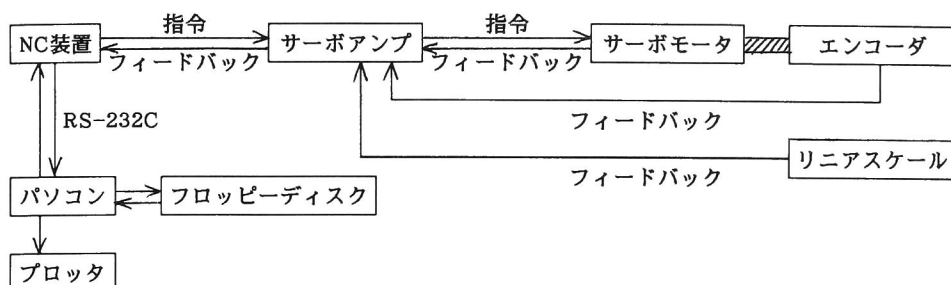 指令
指令
NC装置
サーボアンプ
サーボモータ
エンコーダ
フィードバック
フィードバック
フィードバック
RS-232C
リニアスケール
フィードバック
パソコン
フロッピーディスク
プロッタ